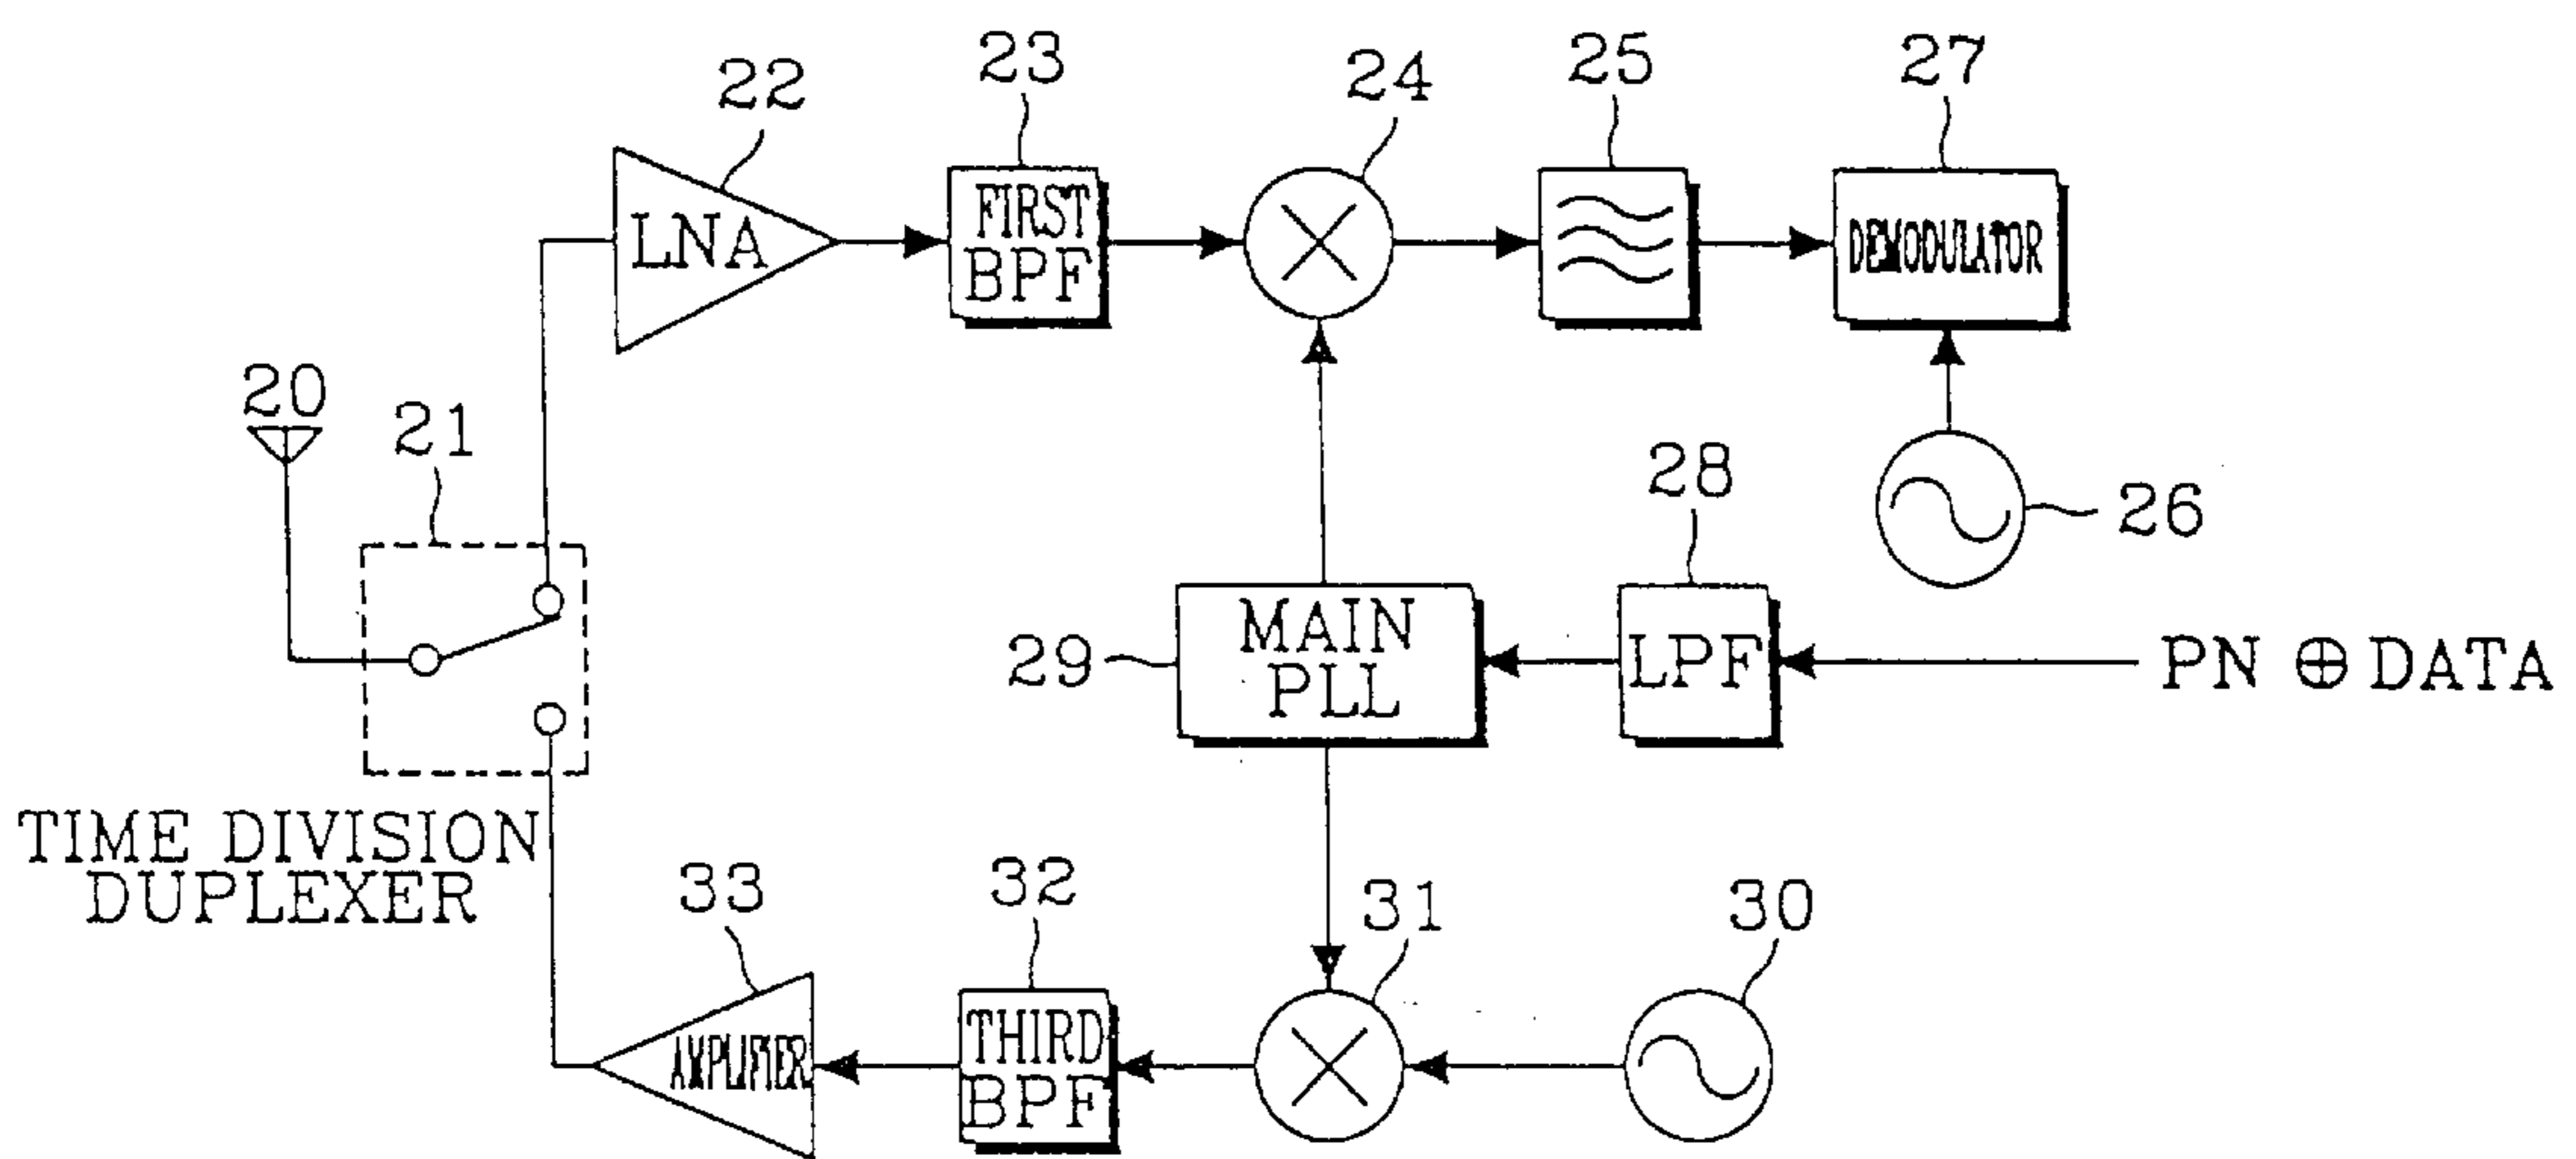 22
23
24
25
27
LNA
FIRST
BPF
DEMODULATOR
20
21
28
26
29
MAIN
PLL
LPF
PN ⊕ DATA
TIME DIVISION
DUPLEXER
33
32
31
30
AMPLIFIER
THIRD
BPF